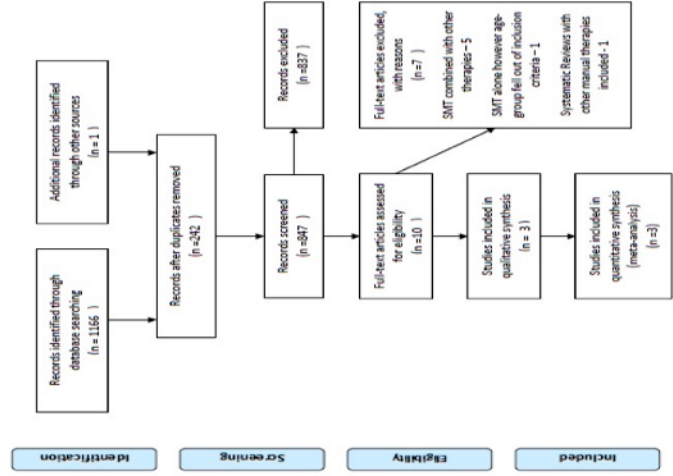 Identification
Screening
Eligibility
Included
Records identified through
database searching
(n = 1166 )
Additional records identified
through other sources
(n = 1 )
Records after duplicates removed
(n =242 )
Records screened
(n =847 )
Records excluded
(n =837 )
Full-text articles assessed
for eligibility
(n =10 )
Full-text articles excluded,
with reasons
(n =7 )
SMT combined with other
therapies – 5
SMT alone however age-
group fell out of inclusion
criteria – 1
Systematic Reviews with
other manual therapies
included - 1
Studies included in
qualitative synthesis
(n = 3 )
Studies included in
quantitative synthesis
(meta-analysis)
(n =3)